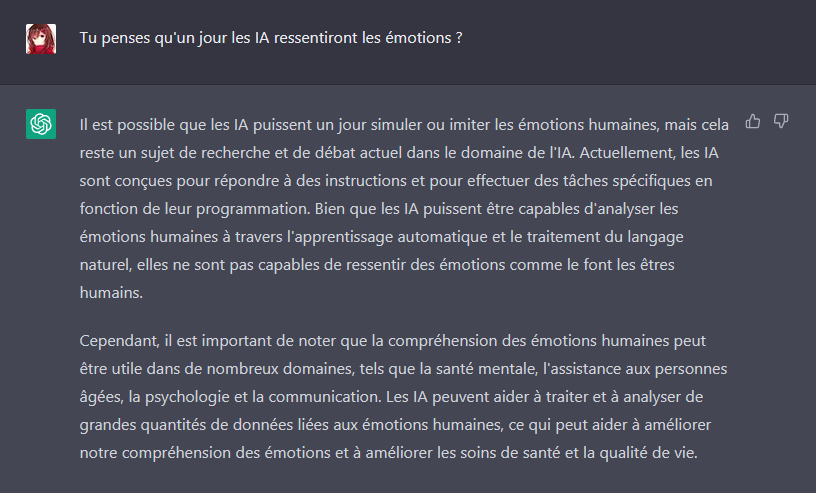 Tu penses qu'un jour les IA ressentiront les émotions ?
Il est possible que les IA puissent un jour simuler ou imiter les émotions humaines, mais cela
reste un sujet de recherche et de débat actuel dans le domaine de l'IA. Actuellement, les IA
sont conçues pour répondre à des instructions et pour effectuer des tâches spécifiques en
fonction de leur programmation. Bien que les IA puissent être capables d'analyser les
émotions humaines à travers l'apprentissage automatique et le traitement du langage
naturel, elles ne sont pas capables de ressentir des émotions comme le font les êtres
humains.
Cependant, il est important de noter que la compréhension des émotions humaines peut
être utile dans de nombreux domaines, tels que la santé mentale, l'assistance aux personnes
âgées, la psychologie et la communication. Les IA peuvent aider à traiter et à analyser de
grandes quantités de données liées aux émotions humaines, ce qui peut aider à améliorer
notre compréhension des émotions et à améliorer les soins de santé et la qualité de vie.